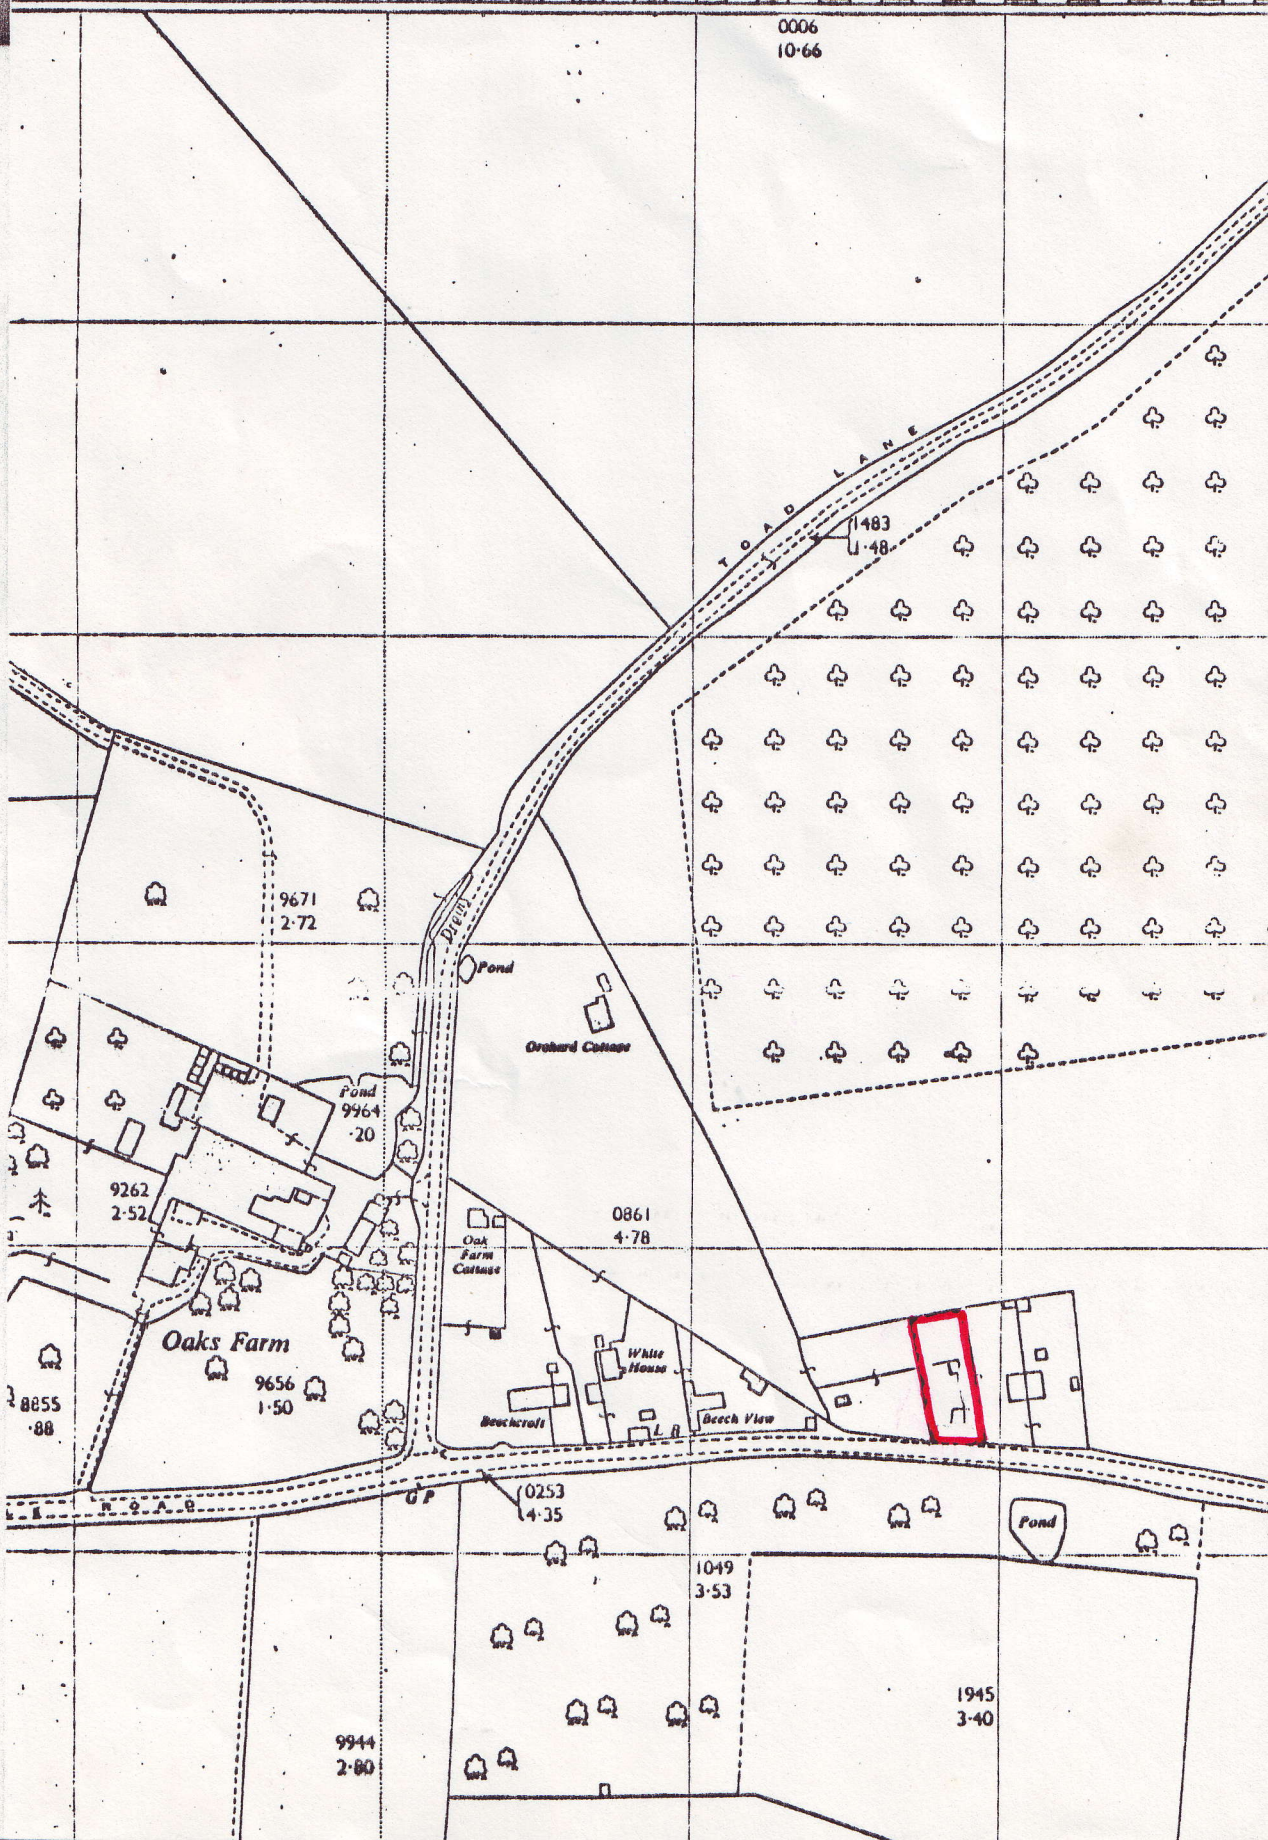 0006
10·66
TOAD LANE
1483
1·48
9671
2·72
Drain
Pond
Orchard Cottage
Pond
9964
·20
9262
2·52
0861
4·78
Oak
Farm
Cottage
Oaks Farm
White
House
9656
1·50
8855
·88
Beechcroft
LB
Beech View
GP
0253
4·35
ROAD
Pond
1049
3·53
1945
3·40
9944
2·80